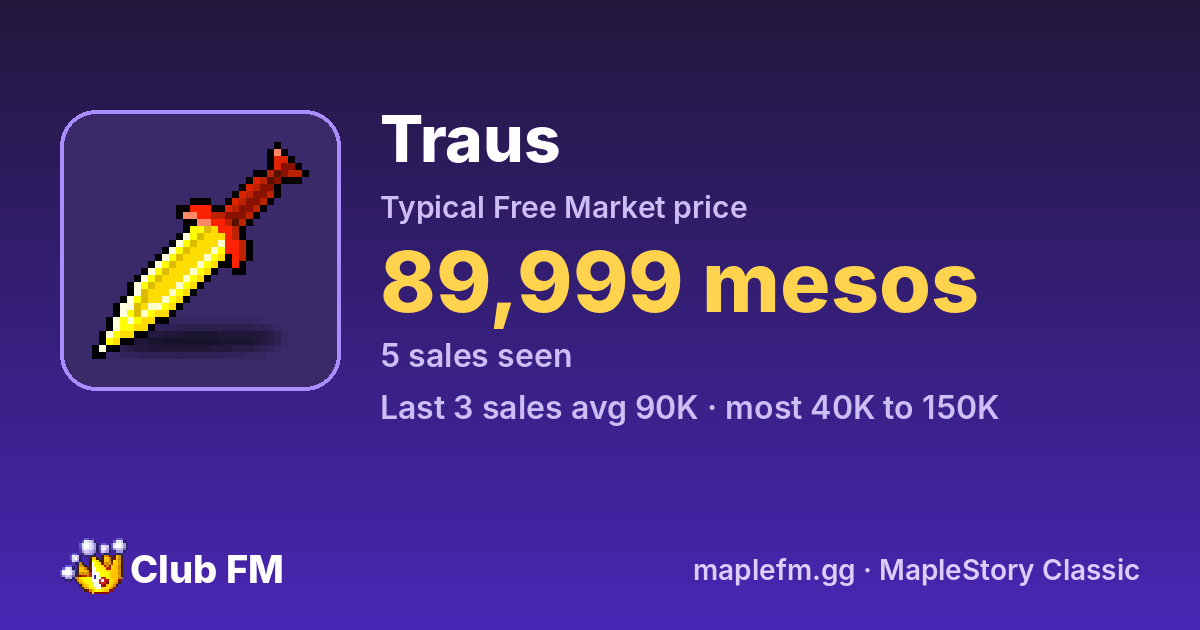 Traus
Typical Free Market price
89,999 mesos
5 sales seen
Last 3 sales avg 90K · most 40K to 150K
Club FM
maplefm.gg · MapleStory Classic